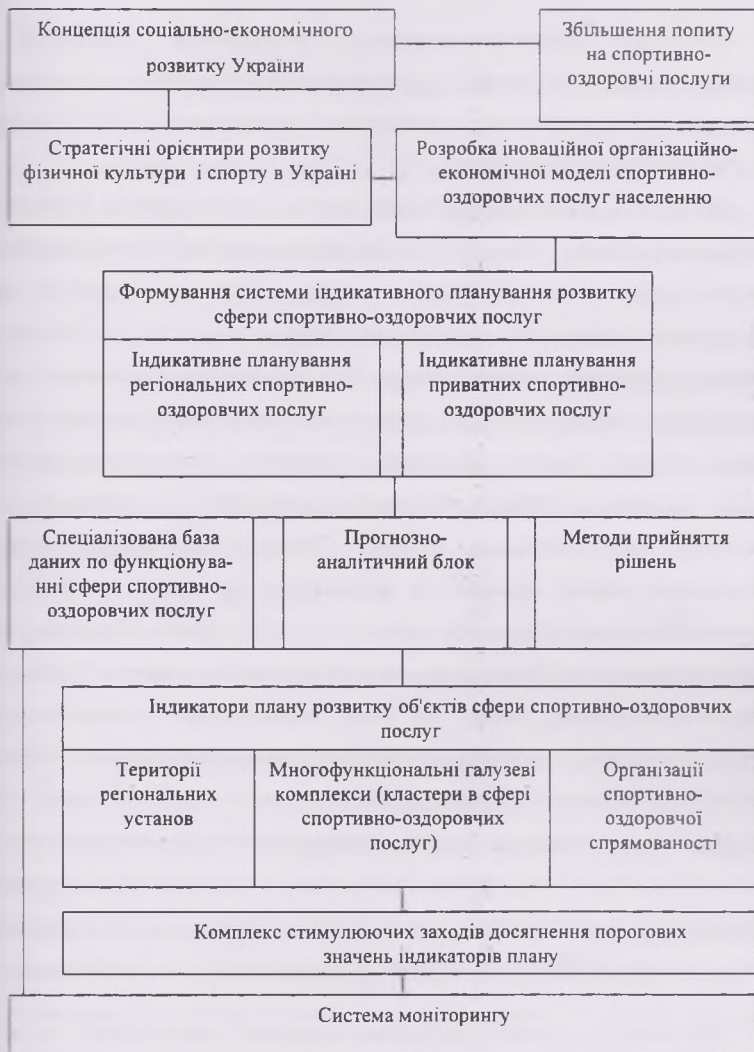 Концепція соціально-економічного
розвитку України
Збільшення попиту
на спортивно-
оздоровчі послуги
Стратегічні орієнтири розвитку
фізичної культури і спорту в Україні
Розробка іноваційної організаційно-
економічної моделі спортивно-
оздоровчих послуг населенню
Формування системи індикативного планування розвитку
сфери спортивно-оздоровчих послуг
Індикативне планування
регіональних спортивно-
оздоровчих послуг
Індикативне планування
приватних спортивно-
оздоровчих послуг
Спеціалізована база
даних по функціонува-
нні сфери спортивно-
оздоровчих послуг
Прогнозно-
аналітичний блок
Методи прийняття
рішень
Індикатори плану розвитку об'єктів сфери спортивно-оздоровчих
послуг
Території
регіональних
установ
Многофункціональні галузеві
комплекси (кластери в сфері
спортивно-оздоровчих
послуг)
Організації
спортивно-
оздоровчої
спрямованості
Комплекс стимулюючих заходів досягнення порогових
значень індикаторів плану
Система моніторингу